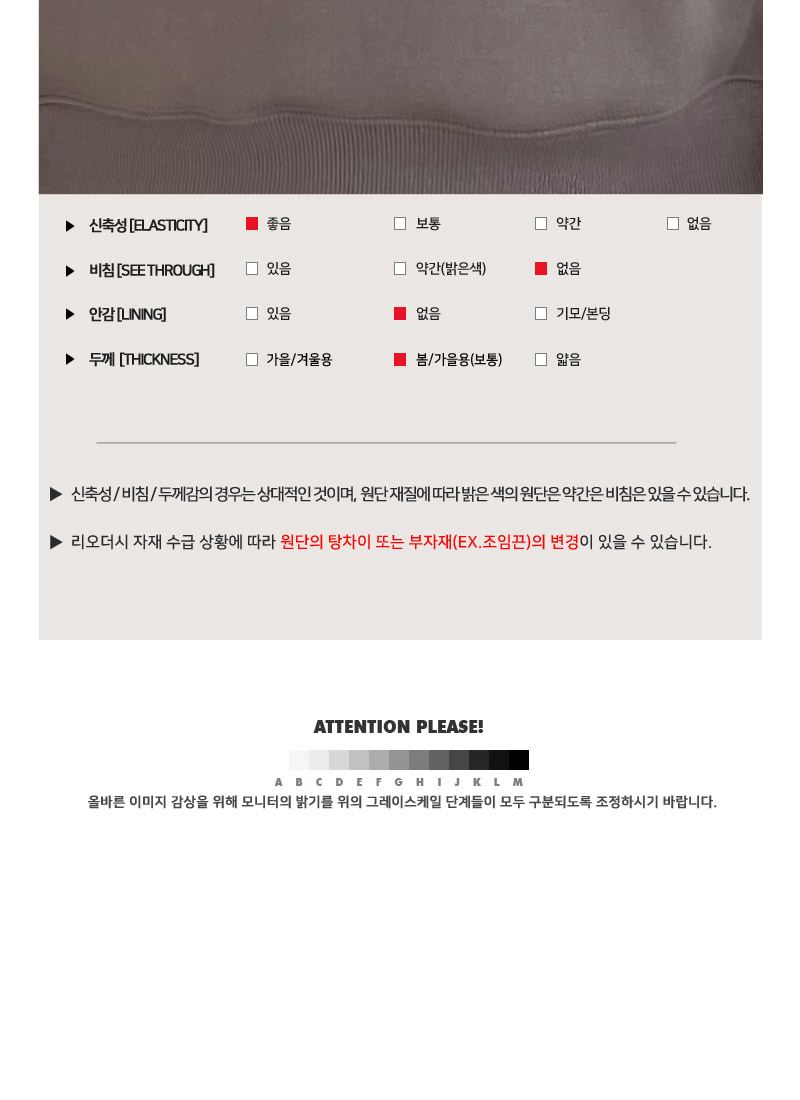 ▶ 신축성 [ELASTICITY] ■ 좋음 □ 보통 □ 약간 □ 없음
▶ 비침 [SEE THROUGH] □ 있음 □ 약간(밝은색) ■ 없음
▶ 안감 [LINING] □ 있음 ■ 없음 □ 기모/본딩
▶ 두께 [THICKNESS] □ 가을/겨울용 ■ 봄/가을용(보통) □ 얇음
▶ 신축성 / 비침 / 두께감의 경우는 상대적인 것이며, 원단 재질에 따라 밝은 색의 원단은 약간은 비침은 있을 수 있습니다.
▶ 리오더시 자재 수급 상황에 따라 원단의 탕차이 또는 부자재(EX.조임끈)의 변경이 있을 수 있습니다.
ATTENTION PLEASE!
A B C D E F G H I J K L M
올바른 이미지 감상을 위해 모니터의 밝기를 위의 그레이스케일 단계들이 모두 구분되도록 조정하시기 바랍니다.